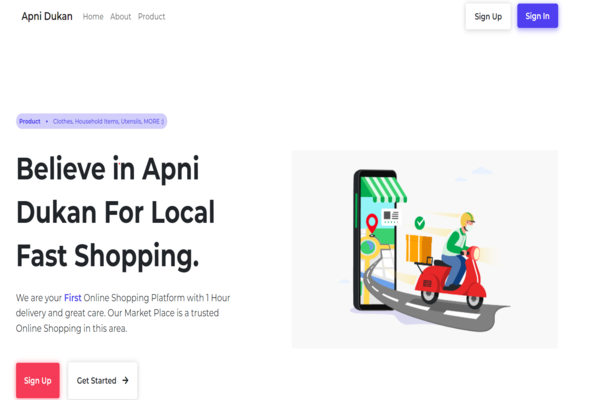 Apni Dukan Home About Product Sign Up Sign In
Product • Clothes, Household Items, Utensils, MORE :)
Believe in Apni
Dukan For Local
Fast Shopping.
We are your First Online Shopping Platform with 1 Hour
delivery and great care. Our Market Place is a trusted
Online Shopping in this area.
Sign Up Get Started →